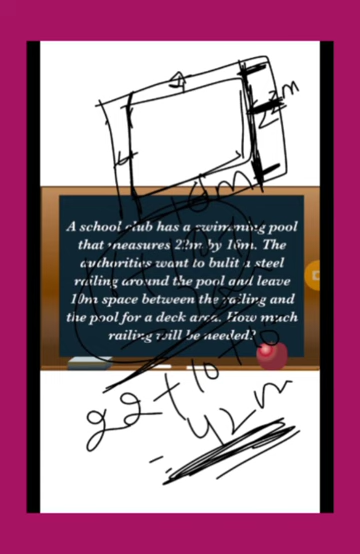 22m
A school club has a swimming pool
that measures 22m by 16m. The
authorities want to bulit a steel
railing around the pool and leave
10m space between the railing and
the pool for a deck area. How much
railing will be needed?
22 + 10 + 10
= 42m